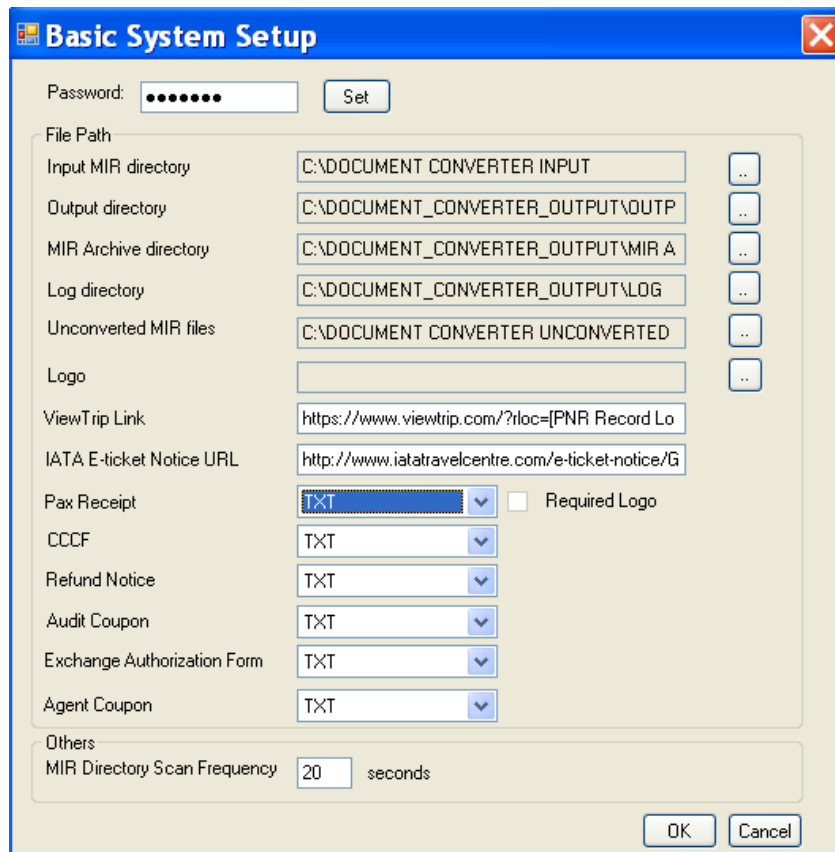 Basic System Setup
Password: ••••••• Set
File Path
Input MIR directory C:\DOCUMENT CONVERTER INPUT ..
Output directory C:\DOCUMENT_CONVERTER_OUTPUT\OUTP ..
MIR Archive directory C:\DOCUMENT_CONVERTER_OUTPUT\MIR A ..
Log directory C:\DOCUMENT_CONVERTER_OUTPUT\LOG ..
Unconverted MIR files C:\DOCUMENT CONVERTER UNCONVERTED ..
Logo ..
ViewTrip Link https://www.viewtrip.com/?rloc=[PNR Record Lo
IATA E-ticket Notice URL http://www.iatatravelcentre.com/e-ticket-notice/G
Pax Receipt TXT Required Logo
CCCF TXT
Refund Notice TXT
Audit Coupon TXT
Exchange Authorization Form TXT
Agent Coupon TXT
Others
MIR Directory Scan Frequency 20 seconds
OK Cancel